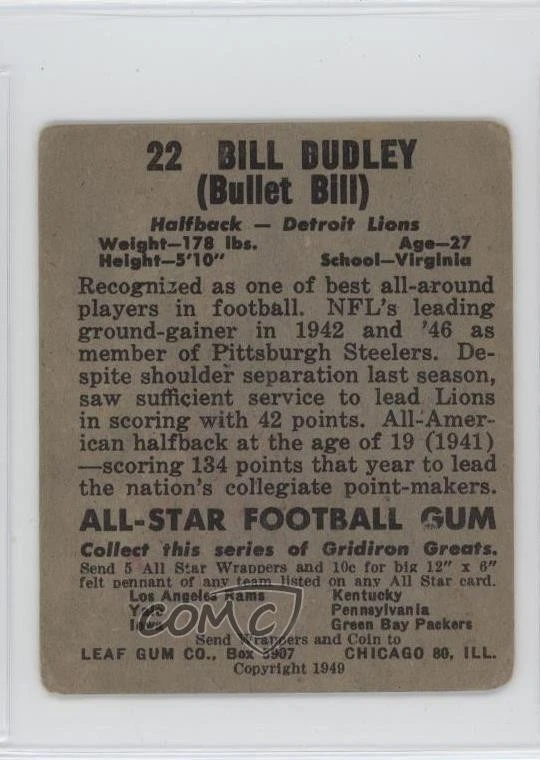 22 BILL DUDLEY
(Bullet Bill)
Halfback — Detroit Lions
Weight—178 lbs. Age—27
Height—5'10" School—Virginia
Recognized as one of best all-around
players in football. NFL's leading
ground-gainer in 1942 and '46 as
member of Pittsburgh Steelers. De-
spite shoulder separation last season,
saw sufficient service to lead Lions
in scoring with 42 points. All-Amer-
ican halfback at the age of 19 (1941)
—scoring 134 points that year to lead
the nation's collegiate point-makers.
ALL-STAR FOOTBALL GUM
Collect this series of Gridiron Greats.
Send 5 All Star Wrappers and 10c for big 12" x 6"
felt pennant of any team listed on any All Star card.
Los Angeles Rams Kentucky
Yale Pennsylvania
Iowa Green Bay Packers
COMC
Send Wrappers and Coin to
LEAF GUM CO., Box 5907 CHICAGO 80, ILL.
Copyright 1949